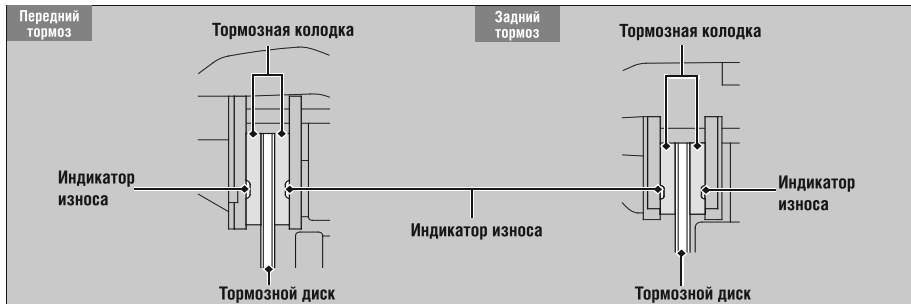 Передний
тормоз
Тормозная колодка
Задний
тормоз
Тормозная колодка
Индикатор
износа
Индикатор износа
Индикатор
износа
Тормозной диск
Тормозной диск